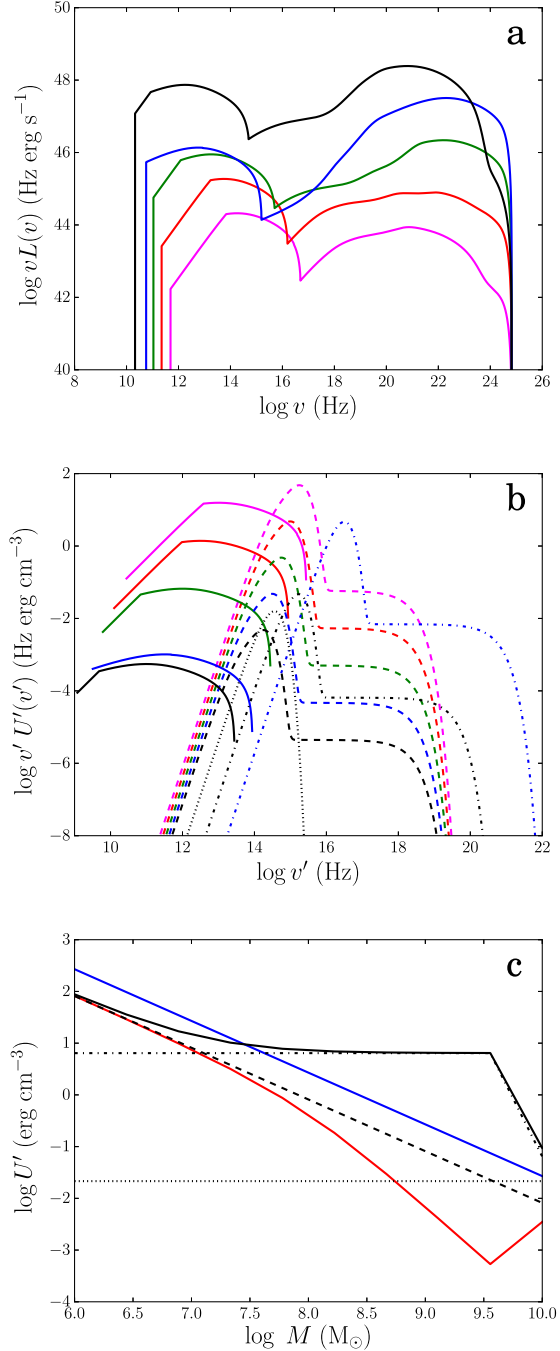 50
48
46
44
42
40
log νL(ν) (Hz erg s⁻¹)
a
8 10 12 14 16 18 20 22 24 26
log ν (Hz)
2
0
−2
−4
−6
−8
log ν′ U′(ν′) (Hz erg cm⁻³)
b
10 12 14 16 18 20 22
log ν′ (Hz)
3
2
1
0
−1
−2
−3
−4
log U′ (erg cm⁻³)
c
6.0 6.5 7.0 7.5 8.0 8.5 9.0 9.5 10.0
log M (M⊙)